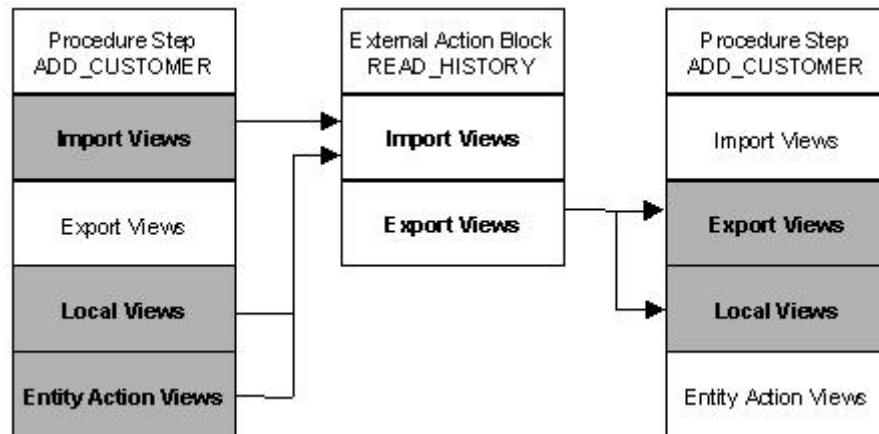 Procedure Step
ADD_CUSTOMER
Import Views
Export Views
Local Views
Entity Action Views
External Action Block
READ_HISTORY
Import Views
Export Views
Procedure Step
ADD_CUSTOMER
Import Views
Export Views
Local Views
Entity Action Views